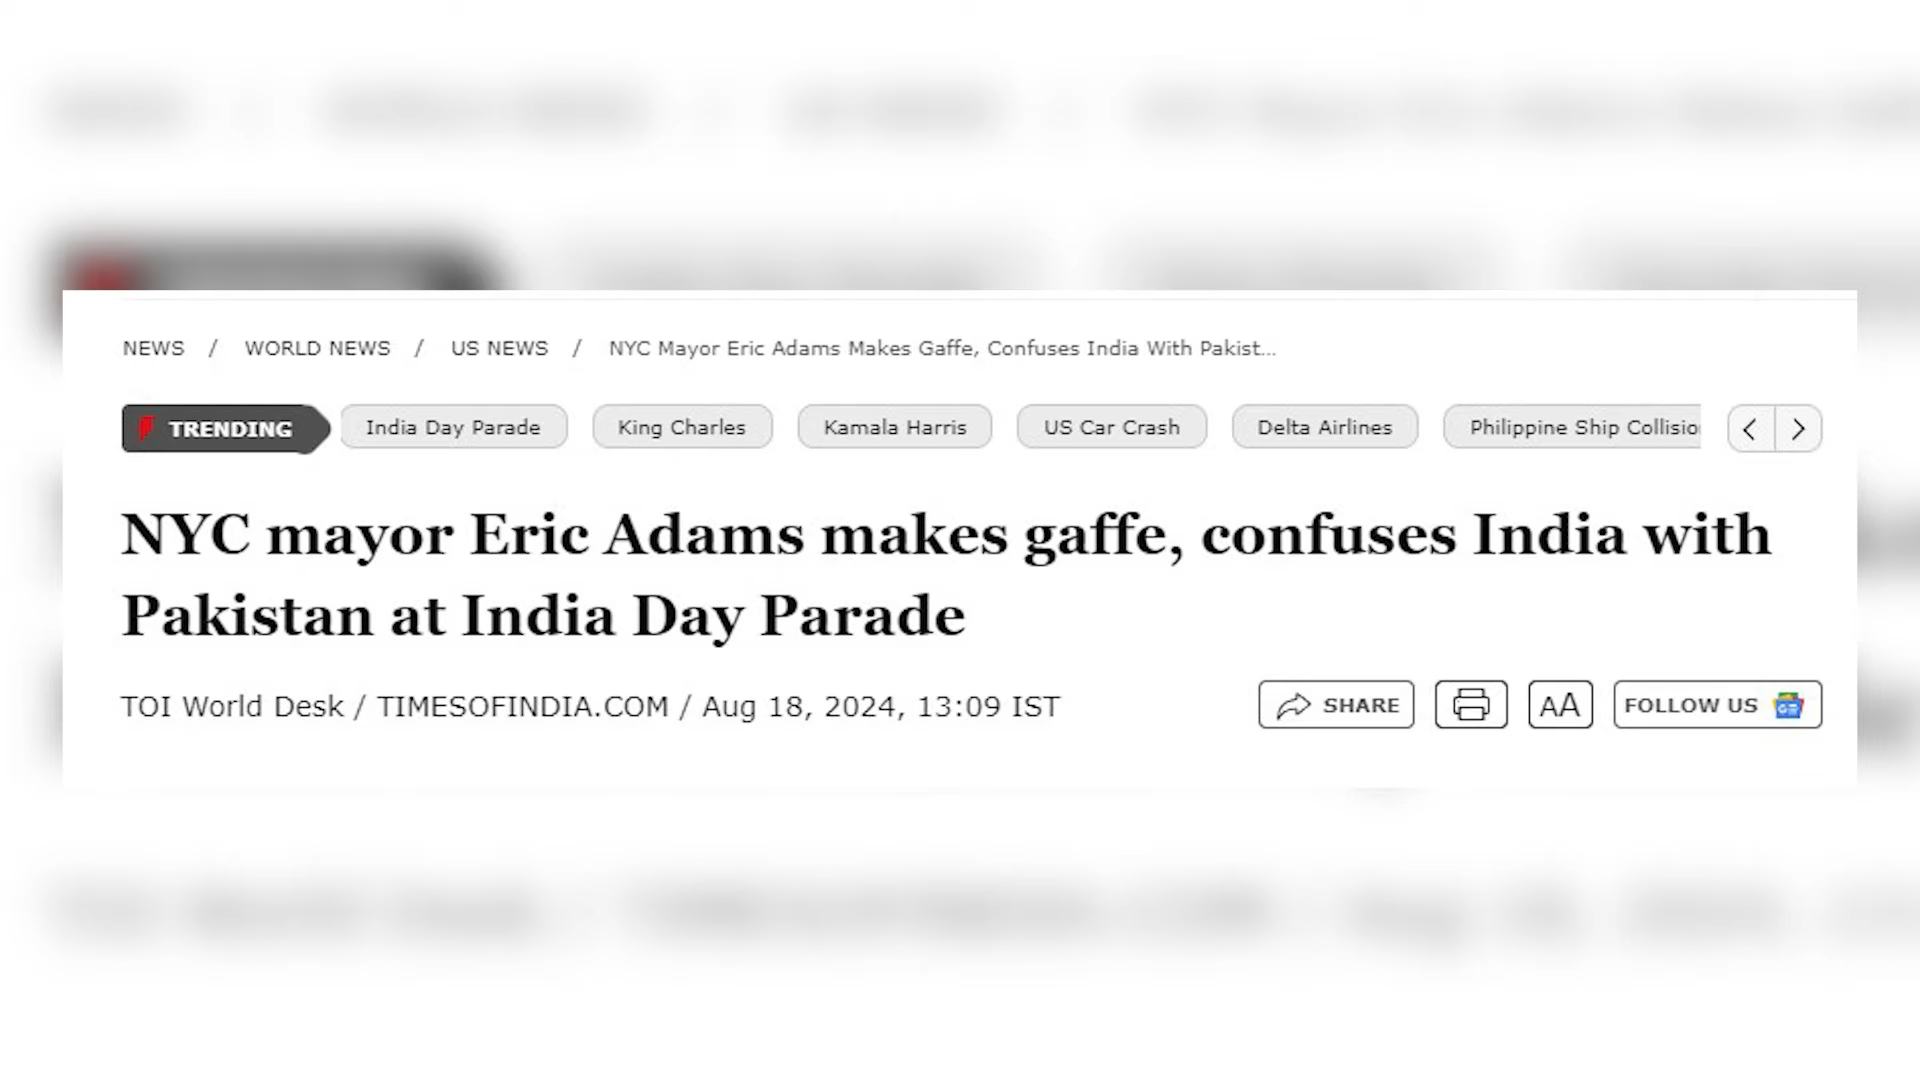 NEWS / WORLD NEWS / US NEWS / NYC Mayor Eric Adams Makes Gaffe, Confuses India With Pakist...
TRENDING India Day Parade King Charles Kamala Harris US Car Crash Delta Airlines Philippine Ship Collisio
NYC mayor Eric Adams makes gaffe, confuses India with
Pakistan at India Day Parade
TOI World Desk / TIMESOFINDIA.COM / Aug 18, 2024, 13:09 IST SHARE AA FOLLOW US